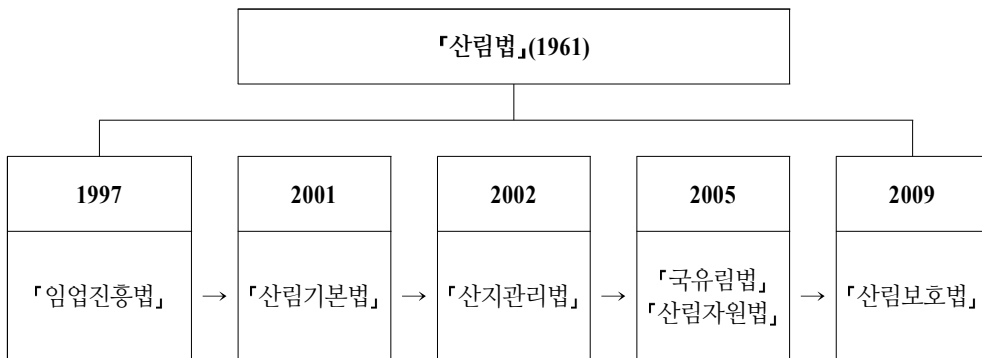 『산림법』(1961)
1997
2001
2002
2005
2009
『임업진흥법』
→
『산림기본법』
→
『산지관리법』
→
『국유림법』
『산림자원법』
→
『산림보호법』